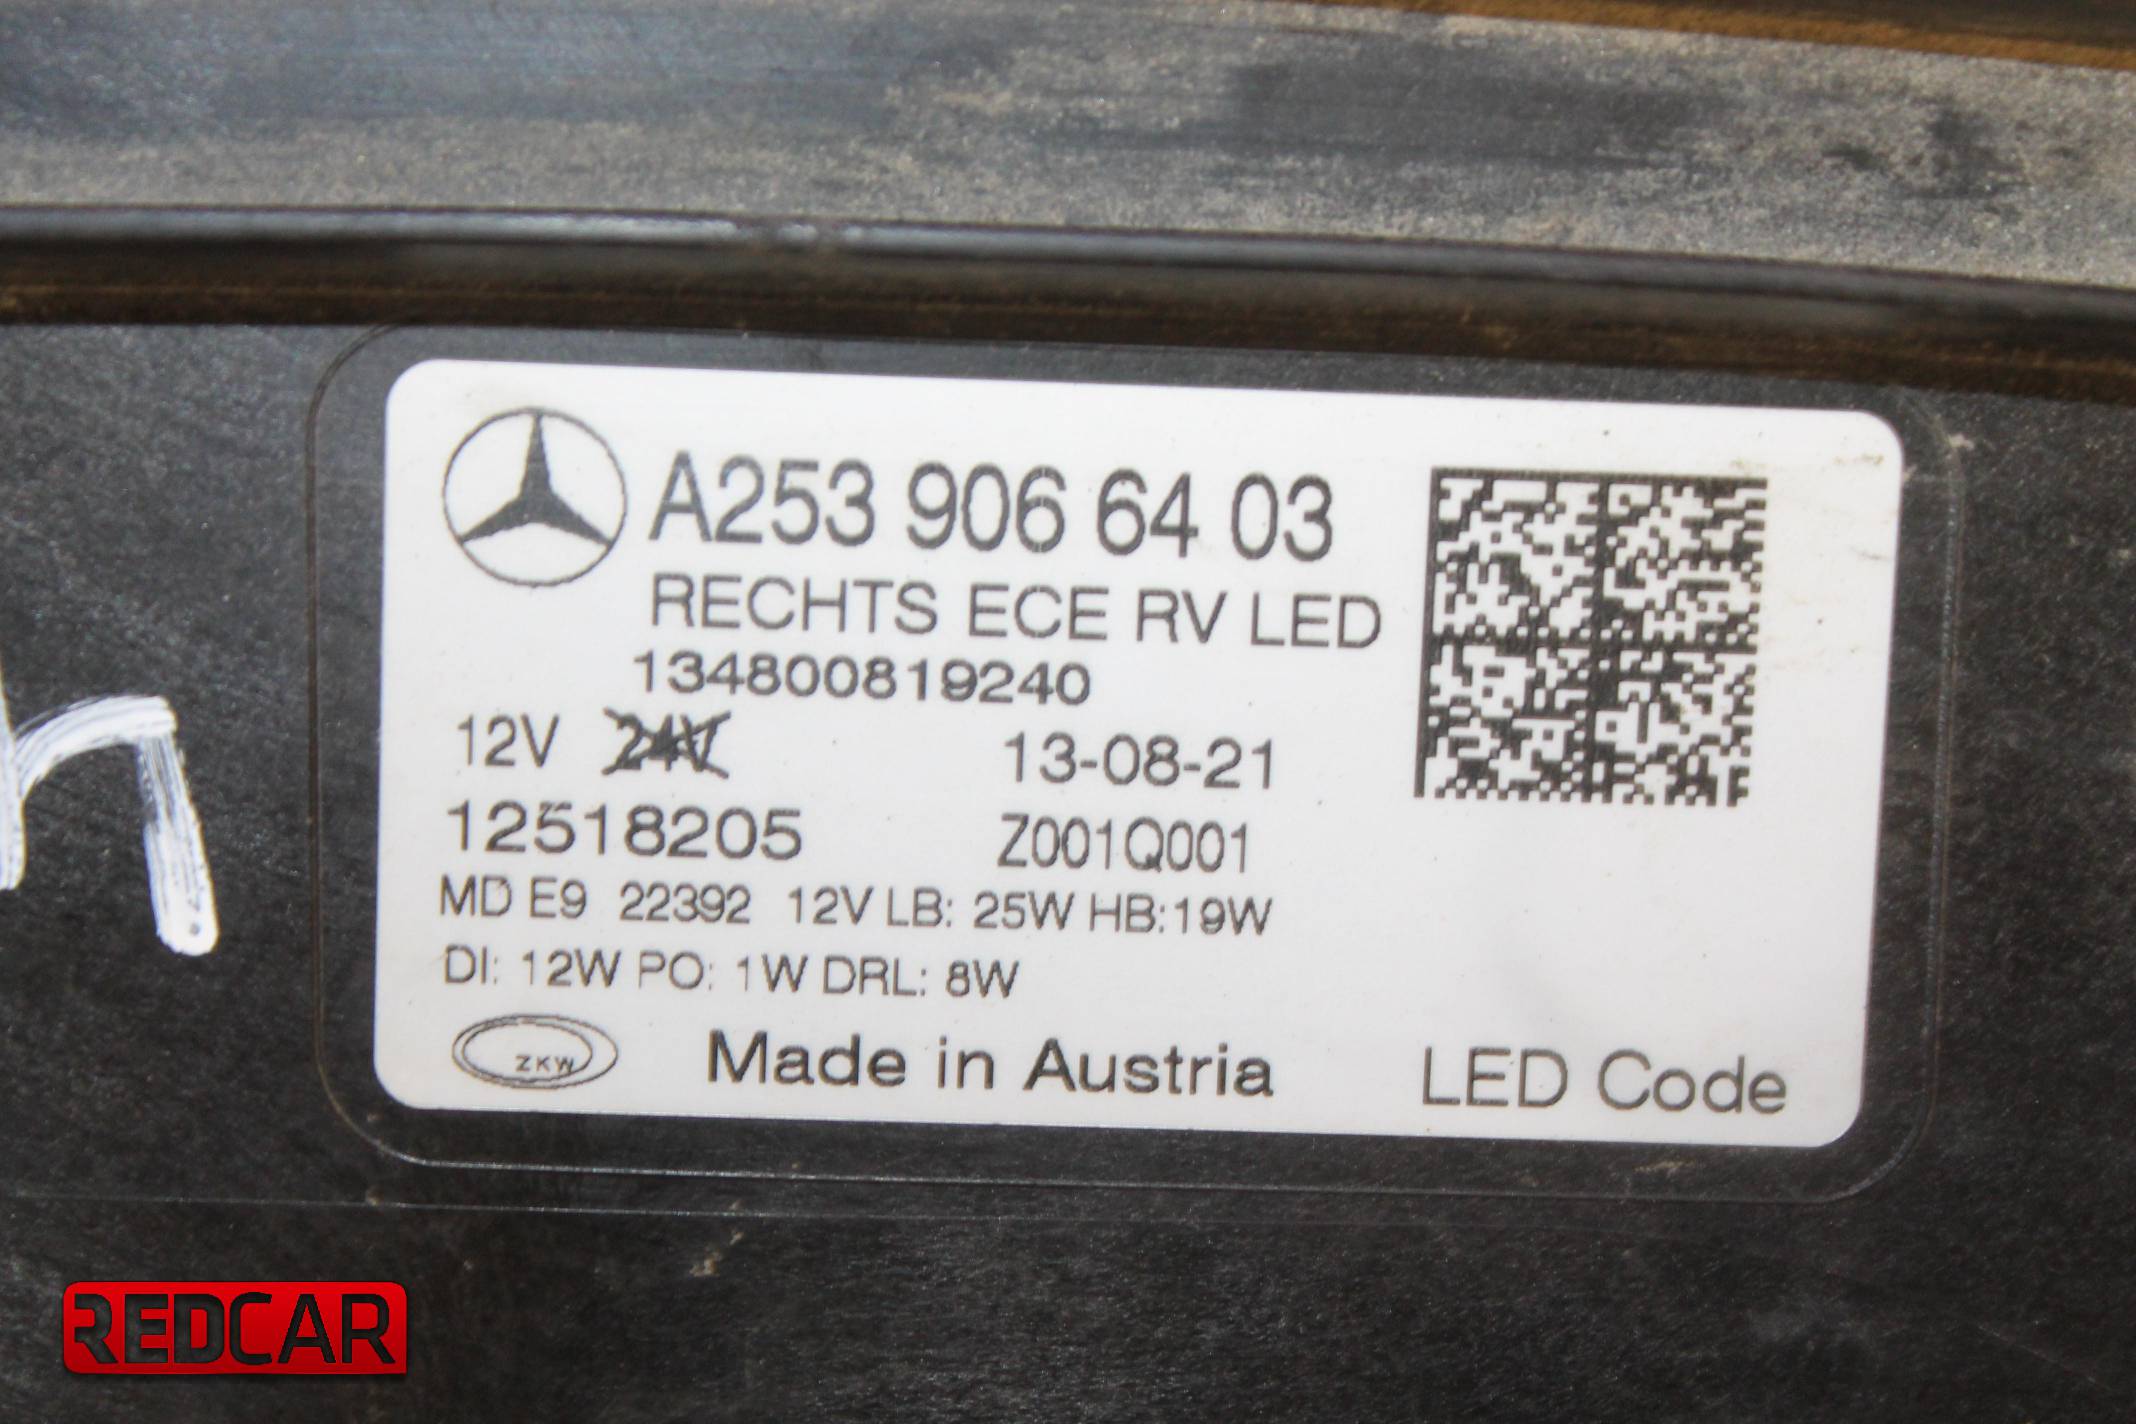 A253 906 64 03
RECHTS ECE RV LED
134800819240
12V 24V 13-08-21
12518205 Z001Q001
MD E9 22392 12V LB: 25W HB:19W
DI: 12W PO: 1W DRL: 8W
ZKW Made in Austria LED Code
h
REDCAR